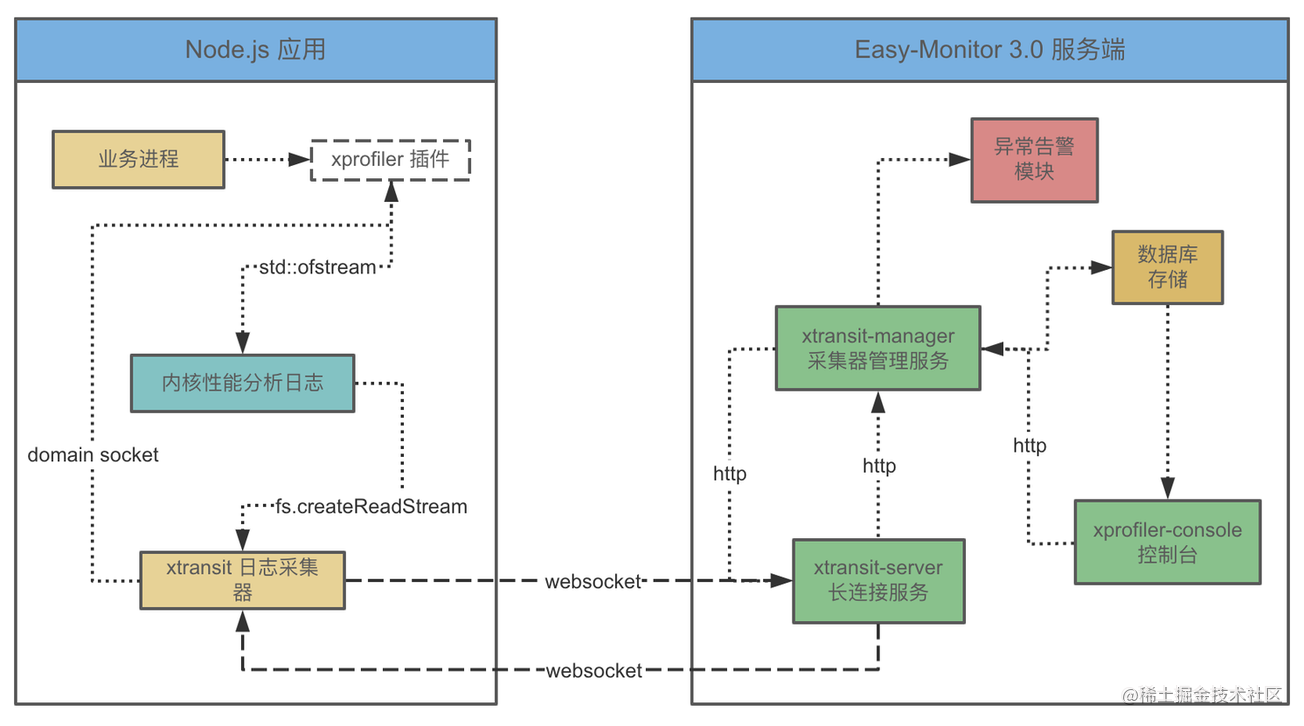 Node.js 应用
Easy-Monitor 3.0 服务端
业务进程
xprofiler 插件
std::ofstream
内核性能分析日志
domain socket
fs.createReadStream
xtransit 日志采集
器
websocket
websocket
异常告警
模块
数据库
存储
xtransit-manager
采集器管理服务
http
http
http
xprofiler-console
控制台
xtransit-server
长连接服务
@稀土掘金技术社区